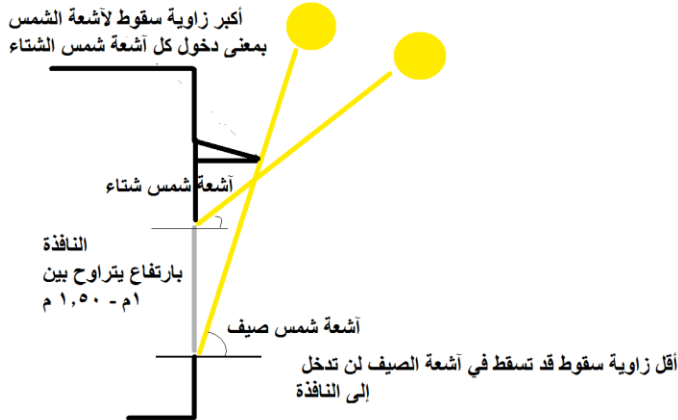 أكبر زاوية سقوط لآشعة الشمس
بمعنى دخول كل آشعة شمس الشتاء
آشعة شمس شتاء
النافذة
بارتفاع يتراوح بين
١م - ١,٥٠ م
آشعة شمس صيف
أقل زاوية سقوط قد تسقط في آشعة الصيف لن تدخل
إلى النافذة